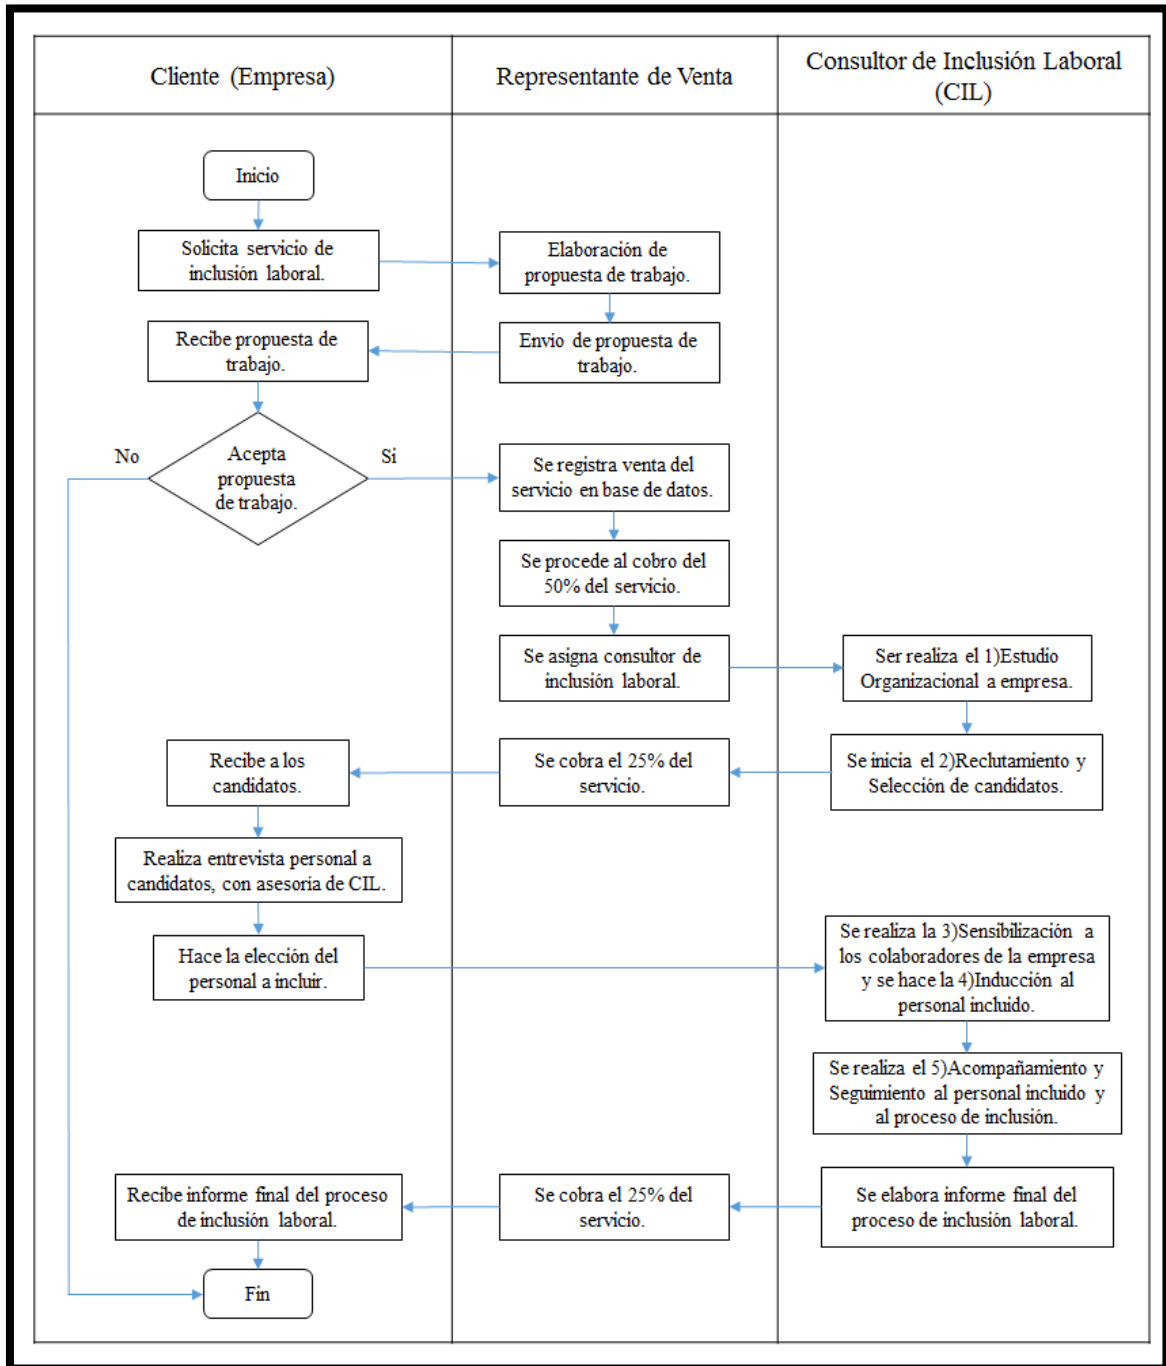 Cliente (Empresa)
Representante de Venta
Consultor de Inclusión Laboral
(CIL)
Inicio
Solicita servicio de
inclusión laboral.
Elaboración de
propuesta de trabajo.
Recibe propuesta de
trabajo.
Envio de propuesta de
trabajo.
No
Acepta
propuesta
de trabajo.
Si
Se registra venta del
servicio en base de datos.
Se procede al cobro del
50% del servicio.
Se asigna consultor de
inclusión laboral.
Ser realiza el 1)Estudio
Organizacional a empresa.
Recibe a los
candidatos.
Se cobra el 25% del
servicio.
Se inicia el 2)Reclutamiento y
Selección de candidatos.
Realiza entrevista personal a
candidatos, con asesoria de CIL.
Hace la elección del
personal a incluir.
Se realiza la 3)Sensibilización a
los colaboradores de la empresa
y se hace la 4)Inducción al
personal incluido.
Se realiza el 5)Acompañamiento y
Seguimiento al personal incluido y
al proceso de inclusión.
Recibe informe final del proceso
de inclusión laboral.
Se cobra el 25% del
servicio.
Se elabora informe final del
proceso de inclusión laboral.
Fin